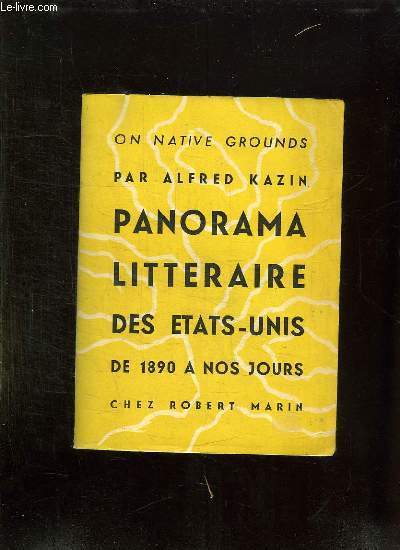 Le-livre.com
ON NATIVE GROUNDS
PAR ALFRED KAZIN
PANORAMA
LITTERAIRE
DES ETATS-UNIS
DE 1890 A NOS JOURS
CHEZ ROBERT MARIN